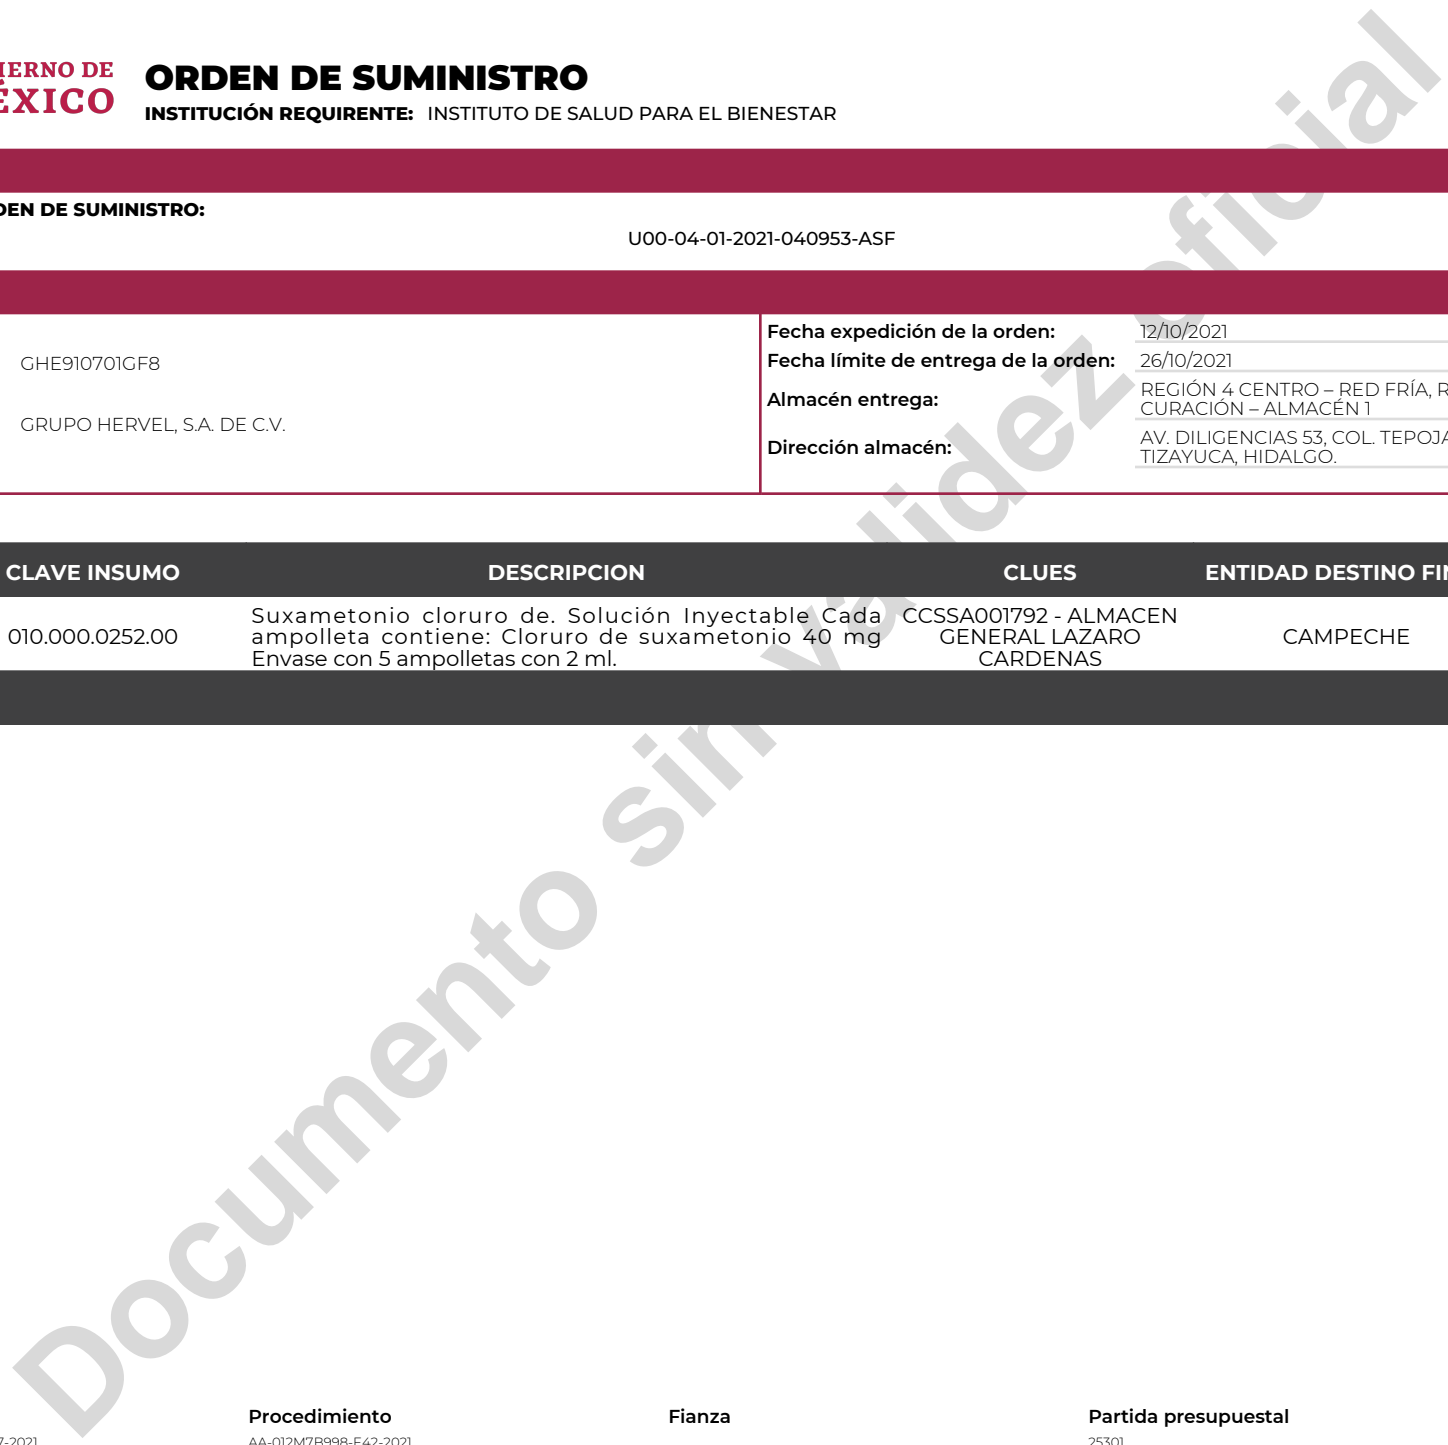 ORDEN DE SUMINISTRO
INSTITUCIÓN REQUIRENTE: INSTITUTO DE SALUD PARA EL BIENESTAR
DE
ÉXICO
DE SUMINISTRO:
U00-04-01-2021-040953-ASF
GHE910701GF8
GRUPO HERVEL, S.A. DE C.V.
Fecha expedición de la orden: 12/10/2021
Fecha límite de entrega de la orden: 26/10/2021
Almacén entrega: REGIÓN 4 CENTRO – RED FRÍA,
CURACIÓN – ALMACÉN 1
Dirección almacén: AV. DILIGENCIAS 53, COL.
TIZAYUCA, HIDALGO.
CLAVE INSUMO DESCRIPCION CLUES ENTIDAD DESTINO
010.000.0252.00
Suxametonio cloruro de. Solución Inyectable Cada
ampolleta contiene: Cloruro de suxametonio 40 mg
Envase con 5 ampolletas con 2 ml.
CCSSA001792 - ALMACEN
GENERAL LAZARO
CARDENAS
CAMPECHE
Documento sin validez oficial
Procedimiento Fianza Partida presupuestal
AA-012M7B998-E42-2021
25301